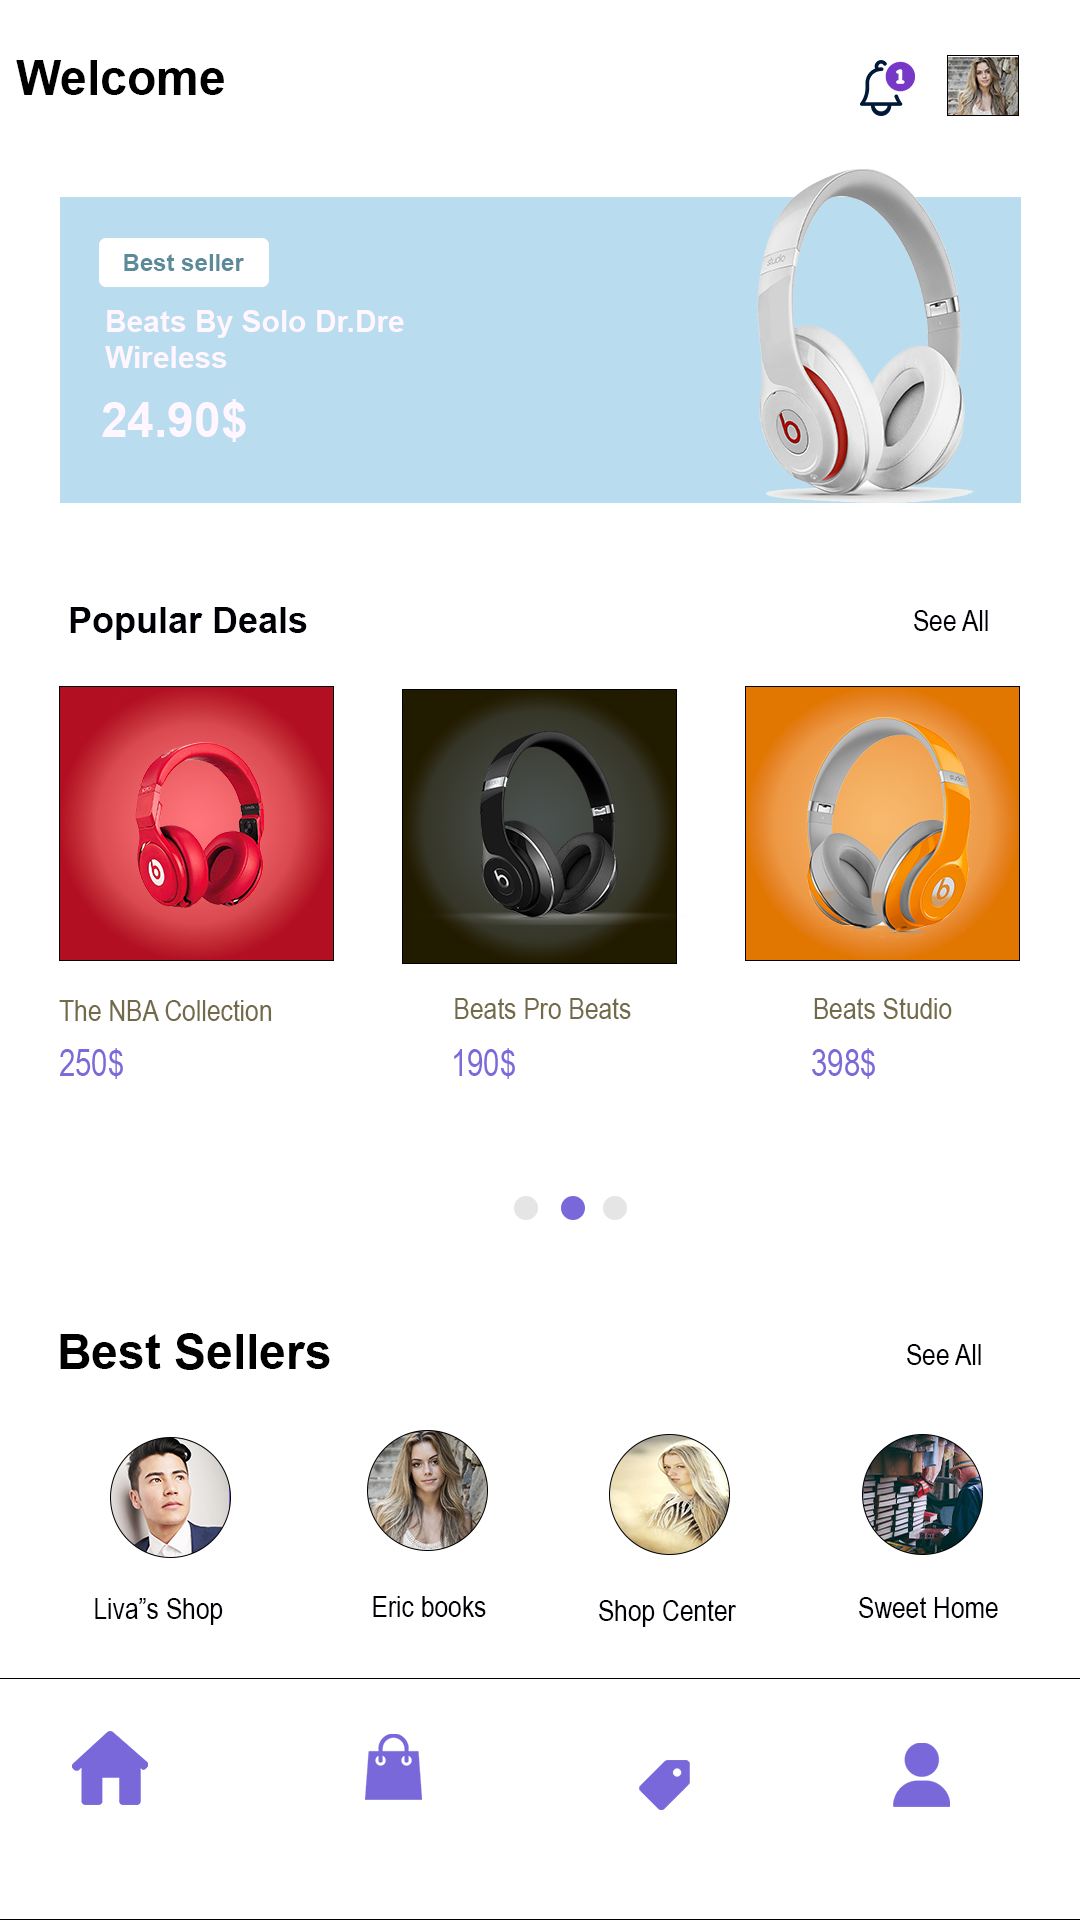 Welcome
1
Best seller
Beats By Solo Dr.Dre
Wireless
24.90$
studio
Popular Deals
See All
studio
The NBA Collection
Beats Pro Beats
Beats Studio
250$
190$
398$
Best Sellers
See All
Liva”s Shop
Eric books
Shop Center
Sweet Home